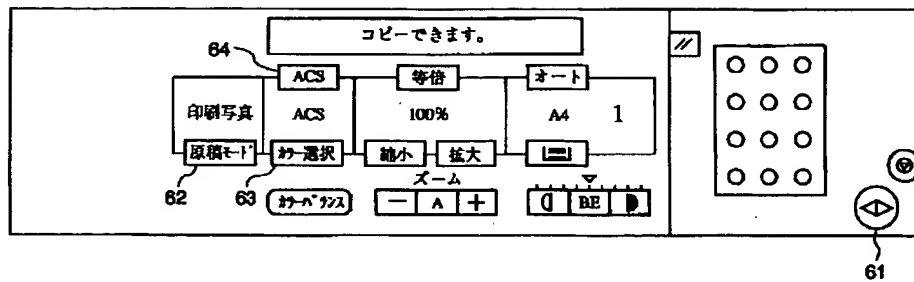 コピーできます。
64
ACS 等倍 オート
印刷写真 ACS 100% A4 1
原稿モード カラー選択 縮小 拡大
62 63 ズーム
カラーバランス － A ＋ BE
61